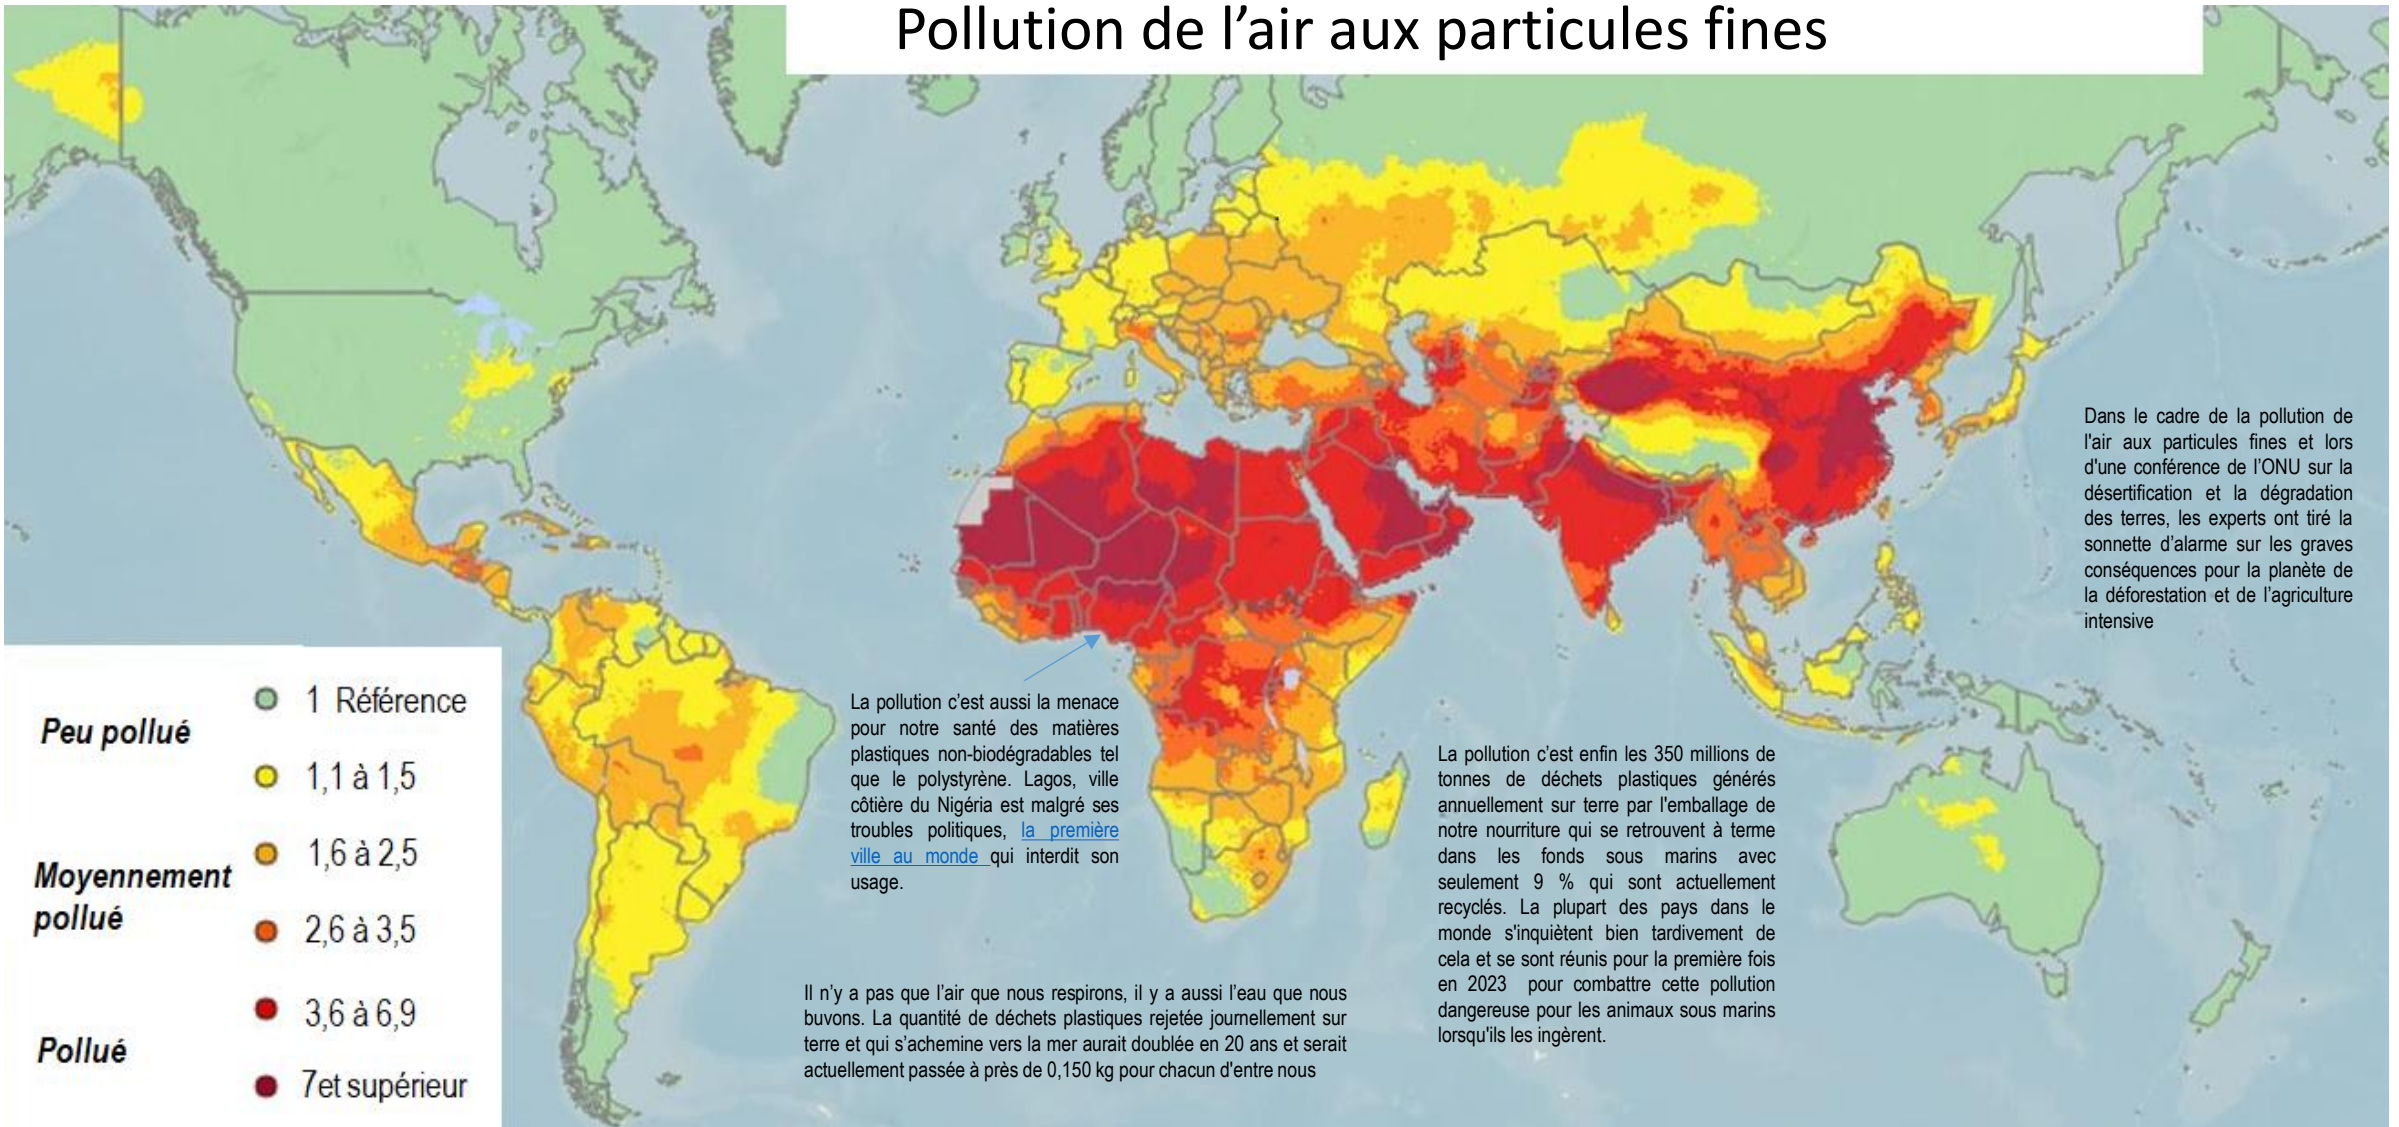 Pollution de l’air aux particules fines
Dans le cadre de la pollution de
l'air aux particules fines et lors
d'une conférence de l’ONU sur la
désertification et la dégradation
des terres, les experts ont tiré la
sonnette d’alarme sur les graves
conséquences pour la planète de
la déforestation et de l’agriculture
intensive
Peu pollué
1 Référence
1,1 à 1,5
Moyennement
pollué
1,6 à 2,5
2,6 à 3,5
Pollué
3,6 à 6,9
7et supérieur
La pollution c’est aussi la menace
pour notre santé des matières
plastiques non-biodégradables tel
que le polystyrène. Lagos, ville
côtière du Nigéria est malgré ses
troubles politiques, la première
ville au monde qui interdit son
usage.
La pollution c’est enfin les 350 millions de
tonnes de déchets plastiques générés
annuellement sur terre par l'emballage de
notre nourriture qui se retrouvent à terme
dans les fonds sous marins avec
seulement 9 % qui sont actuellement
recyclés. La plupart des pays dans le
monde s'inquiètent bien tardivement de
cela et se sont réunis pour la première fois
en 2023 pour combattre cette pollution
dangereuse pour les animaux sous marins
lorsqu'ils les ingèrent.
Il n’y a pas que l’air que nous respirons, il y a aussi l’eau que nous
buvons. La quantité de déchets plastiques rejetée journellement sur
terre et qui s’achemine vers la mer aurait doublée en 20 ans et serait
actuellement passée à près de 0,150 kg pour chacun d'entre nous